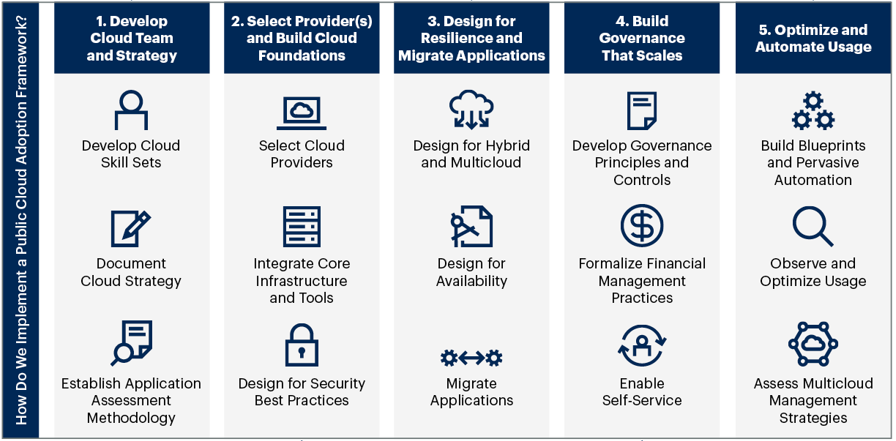 How Do We Implement a Public Cloud Adoption Framework?
1. Develop
Cloud Team
and Strategy
Develop Cloud
Skill Sets
Document
Cloud Strategy
Establish Application
Assessment
Methodology
2. Select Provider(s)
and Build Cloud
Foundations
Select Cloud
Providers
Integrate Core
Infrastructure
and Tools
Design for Security
Best Practices
3. Design for
Resilience and
Migrate Applications
Design for Hybrid
and Multicloud
Design for
Availability
Migrate
Applications
4. Build
Governance
That Scales
Develop Governance
Principles and
Controls
Formalize Financial
Management
Practices
Enable
Self-Service
5. Optimize and
Automate Usage
Build Blueprints
and Pervasive
Automation
Observe and
Optimize Usage
Assess Multicloud
Management
Strategies